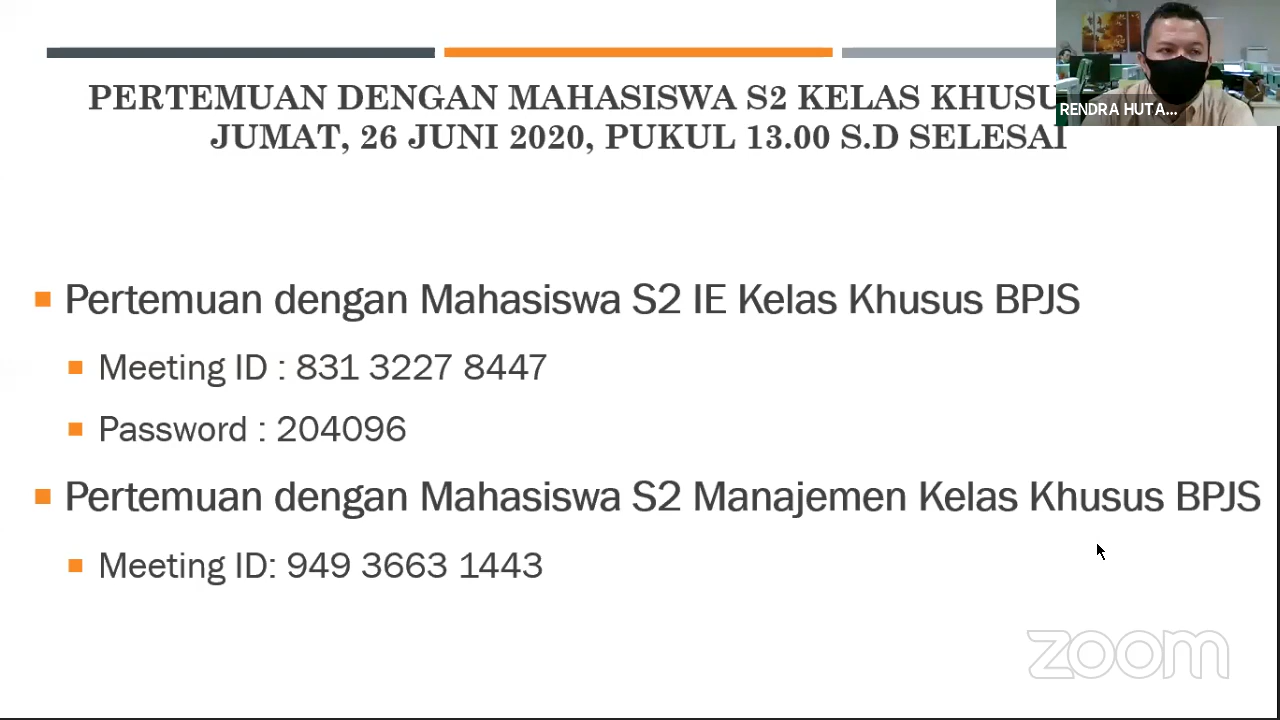 PERTEMUAN DENGAN MAHASISWA S2 KELAS
JUMAT, 26 JUNI 2020, PUKUL 13.00 S.D SELESAI
RENDRA HUTA...
Pertemuan dengan Mahasiswa S2 IE Kelas Khusus BPJS
Meeting ID : 831 3227 8447
Password : 204096
Pertemuan dengan Mahasiswa S2 Manajemen Kelas Khusus BPJS
Meeting ID: 949 3663 1443
zoom